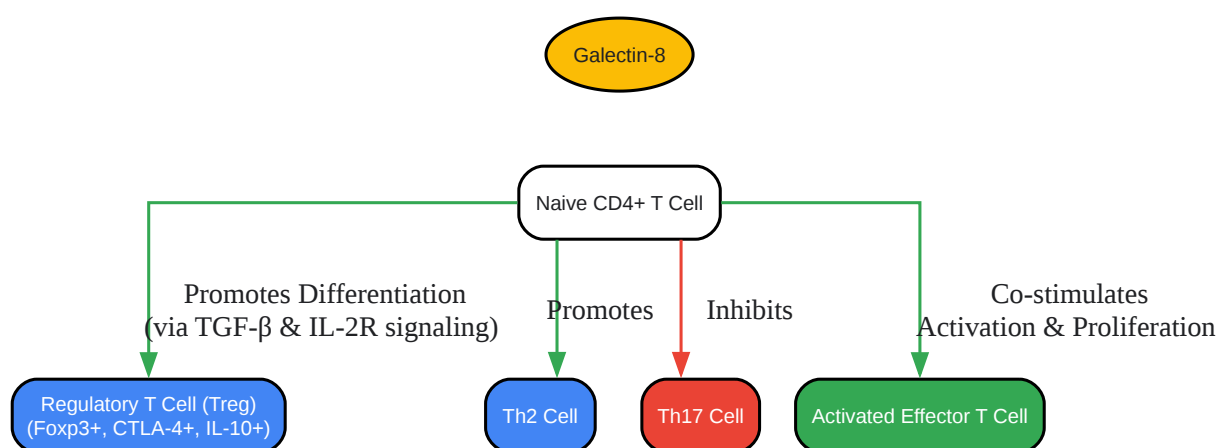 Galectin-8
Naive CD4+ T Cell
Promotes Differentiation
(via TGF-β & IL-2R signaling)
Promotes
Inhibits
Co-stimulates
Activation & Proliferation
Regulatory T Cell (Treg)
(Foxp3+, CTLA-4+, IL-10+)
Th2 Cell
Th17 Cell
Activated Effector T Cell